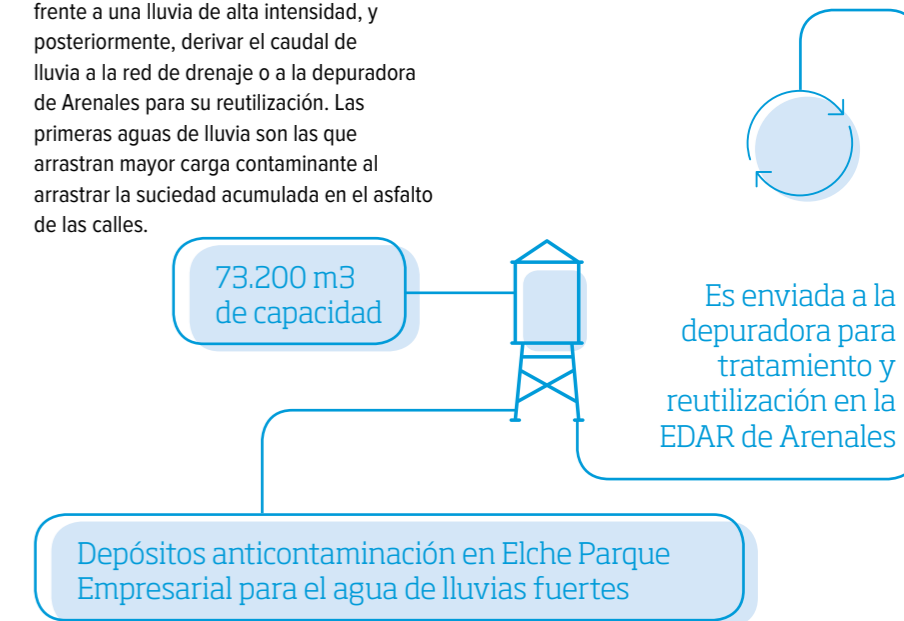 frente a una lluvia de alta intensidad, y
posteriormente, derivar el caudal de
lluvia a la red de drenaje o a la depuradora
de Arenales para su reutilización. Las
primeras aguas de lluvia son las que
arrastran mayor carga contaminante al
arrastrar la suciedad acumulada en el asfalto
de las calles.
73.200 m3
de capacidad
Es enviada a la
depuradora para
tratamiento y
reutilización en la
EDAR de Arenales
Depósitos anticontaminación en Elche Parque
Empresarial para el agua de lluvias fuertes